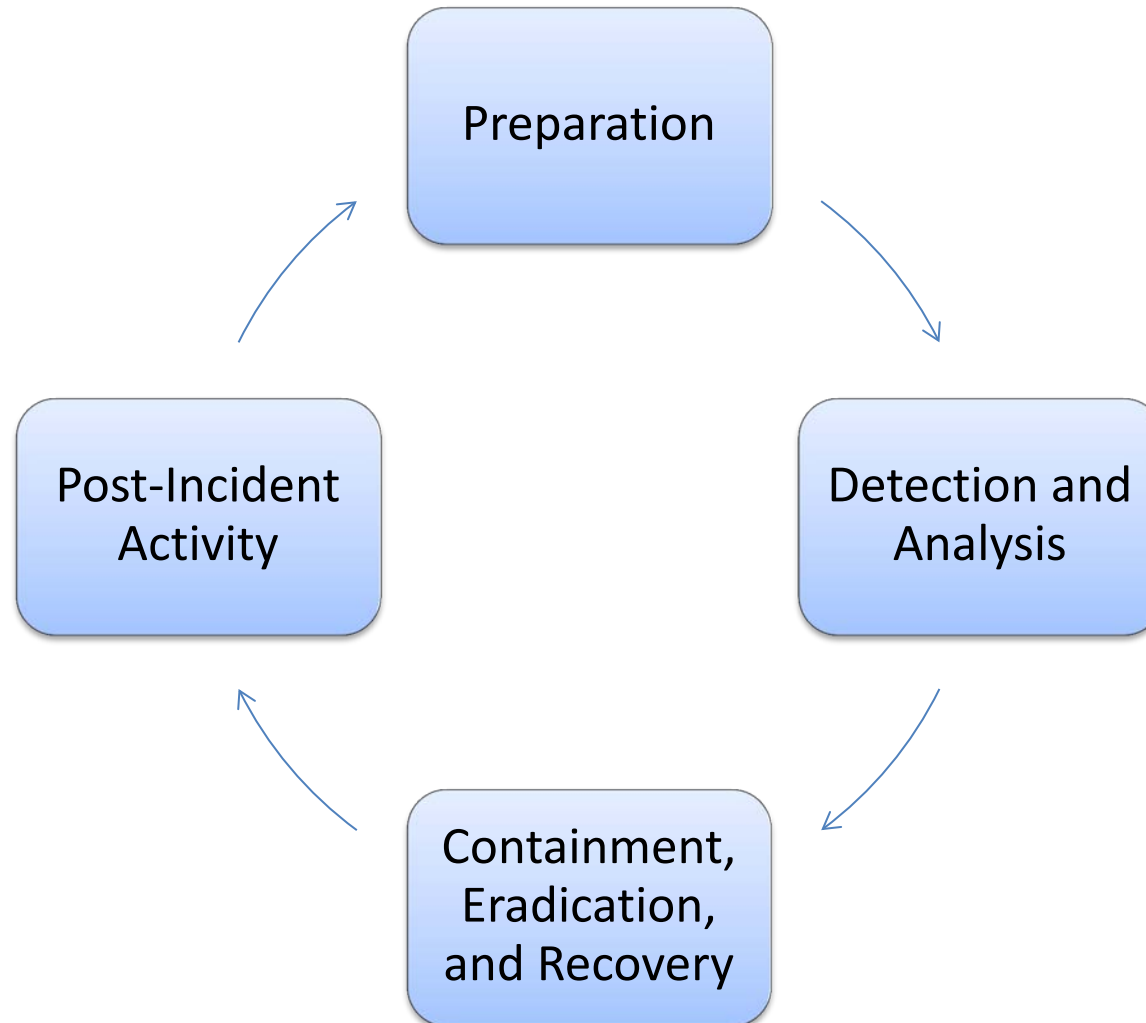 Preparation
Detection and
Analysis
Containment,
Eradication,
and Recovery
Post-Incident
Activity